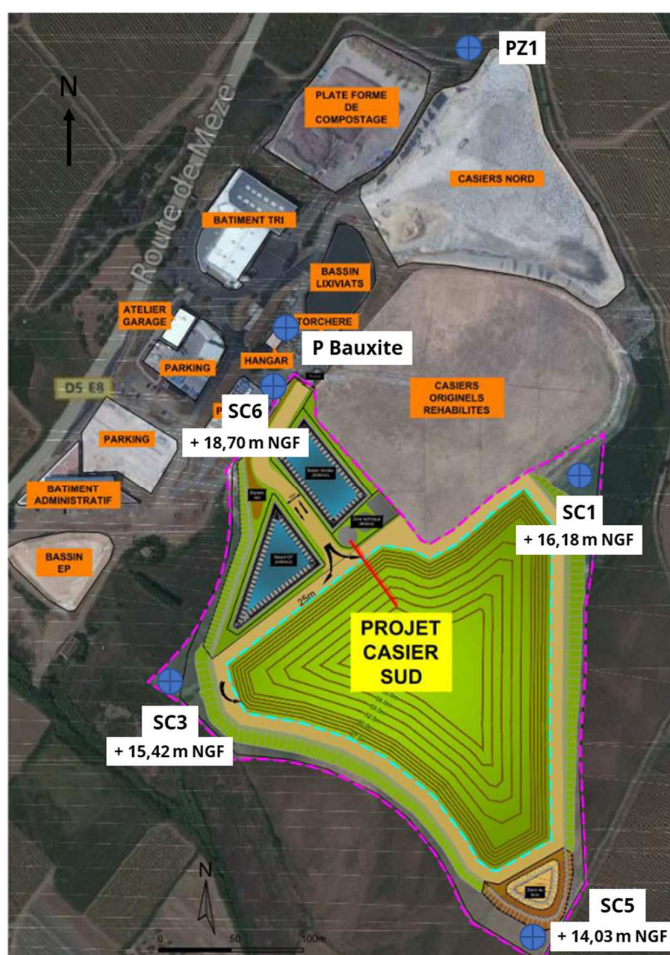 PZ1
N
PLATE FORME
DE
COMPOSTAGE
Route de Mèze
CASIERS NORD
BATIMENT TRI
BASSIN
LIXIVIATS
ATELIER
GARAGE
TORCHERE
P Bauxite
HANGAR
PARKING
D5 E8
CASIERS
ORIGINELS
REHABILITES
SC6
+ 18,70 m NGF
PARKING
BATIMENT
ADMINISTRATIF
SC1
+ 16,18 m NGF
BASSIN
EP
25m
PROJET
CASIER
SUD
SC3
+ 15,42 m NGF
N
SC5
+ 14,03 m NGF
0 50 100m